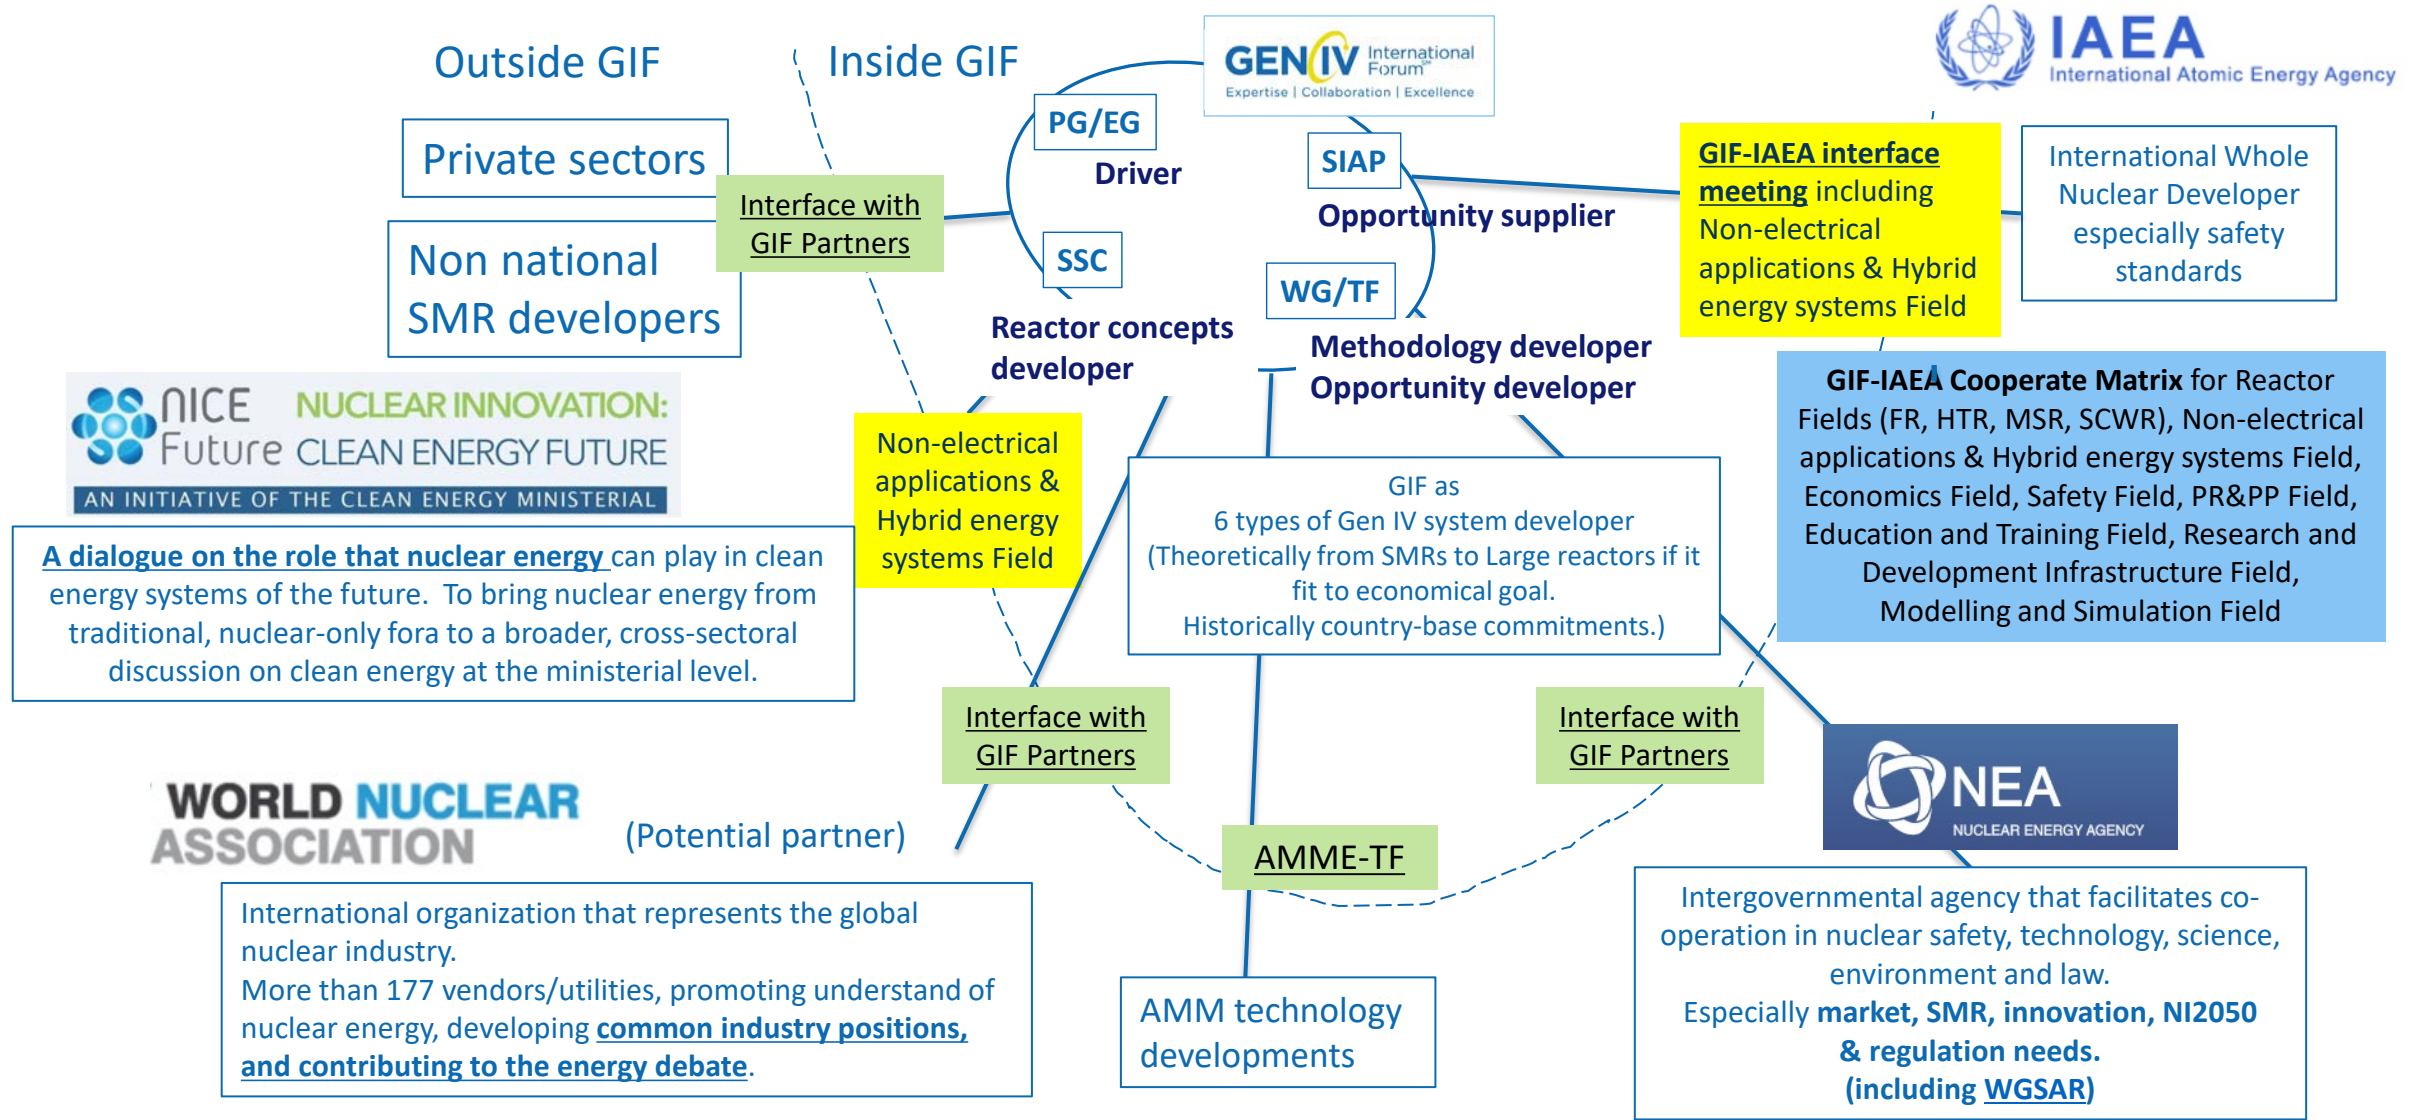 Outside GIF
Inside GIF
GEN IV International
Forum℠
Expertise | Collaboration | Excellence
IAEA
International Atomic Energy Agency
Private sectors
Non national
SMR developers
Interface with
GIF Partners
PG/EG
Driver
SSC
Reactor concepts
developer
SIAP
Opportunity supplier
WG/TF
Methodology developer
Opportunity developer
GIF-IAEA interface
meeting including
Non-electrical
applications & Hybrid
energy systems Field
International Whole
Nuclear Developer
especially safety
standards
GIF-IAEA Cooperate Matrix for Reactor
Fields (FR, HTR, MSR, SCWR), Non-electrical
applications & Hybrid energy systems Field,
Economics Field, Safety Field, PR&PP Field,
Education and Training Field, Research and
Development Infrastructure Field,
Modelling and Simulation Field
NICE
Future
NUCLEAR INNOVATION:
CLEAN ENERGY FUTURE
AN INITIATIVE OF THE CLEAN ENERGY MINISTERIAL
A dialogue on the role that nuclear energy can play in clean
energy systems of the future. To bring nuclear energy from
traditional, nuclear-only fora to a broader, cross-sectoral
discussion on clean energy at the ministerial level.
Non-electrical
applications &
Hybrid energy
systems Field
GIF as
6 types of Gen IV system developer
(Theoretically from SMRs to Large reactors if it
fit to economical goal.
Historically country-base commitments.)
Interface with
GIF Partners
Interface with
GIF Partners
WORLD NUCLEAR
ASSOCIATION
(Potential partner)
International organization that represents the global
nuclear industry.
More than 177 vendors/utilities, promoting understand of
nuclear energy, developing common industry positions,
and contributing to the energy debate.
AMME-TF
AMM technology
developments
NEA
NUCLEAR ENERGY AGENCY
Intergovernmental agency that facilitates co-
operation in nuclear safety, technology, science,
environment and law.
Especially market, SMR, innovation, NI2050
& regulation needs.
(including WGSAR)